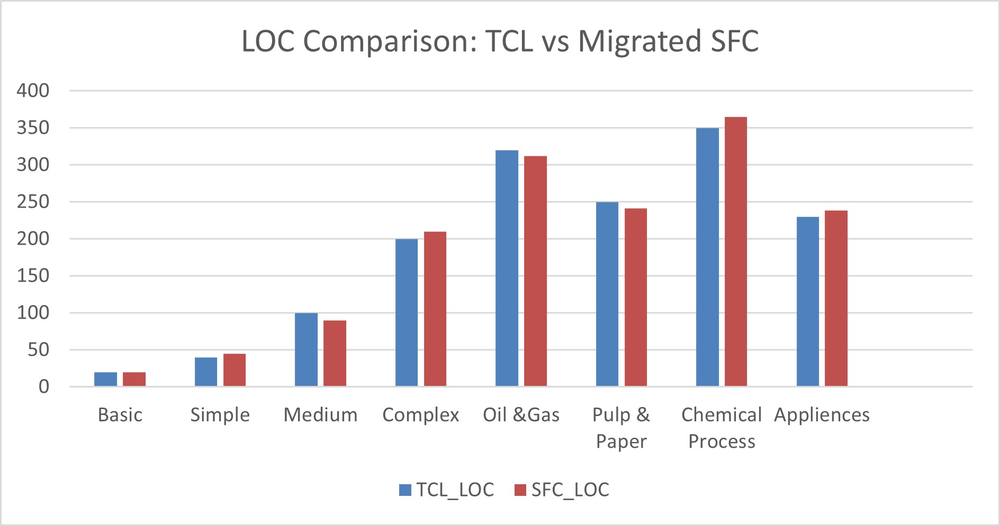 LOC Comparison: TCL vs Migrated SFC
400
350
300
250
200
150
100
50
0
Basic Simple Medium Complex Oil &Gas Pulp & Chemical Appliences
Paper Process
TCL_LOC SFC_LOC